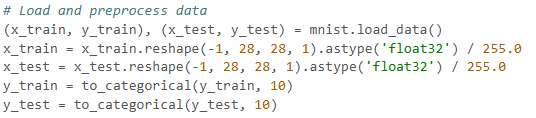 # Load and preprocess data
(x_train, y_train), (x_test, y_test) = mnist.load_data()
x_train = x_train.reshape(-1, 28, 28, 1).astype('float32') / 255.0
x_test = x_test.reshape(-1, 28, 28, 1).astype('float32') / 255.0
y_train = to_categorical(y_train, 10)
y_test = to_categorical(y_test, 10)